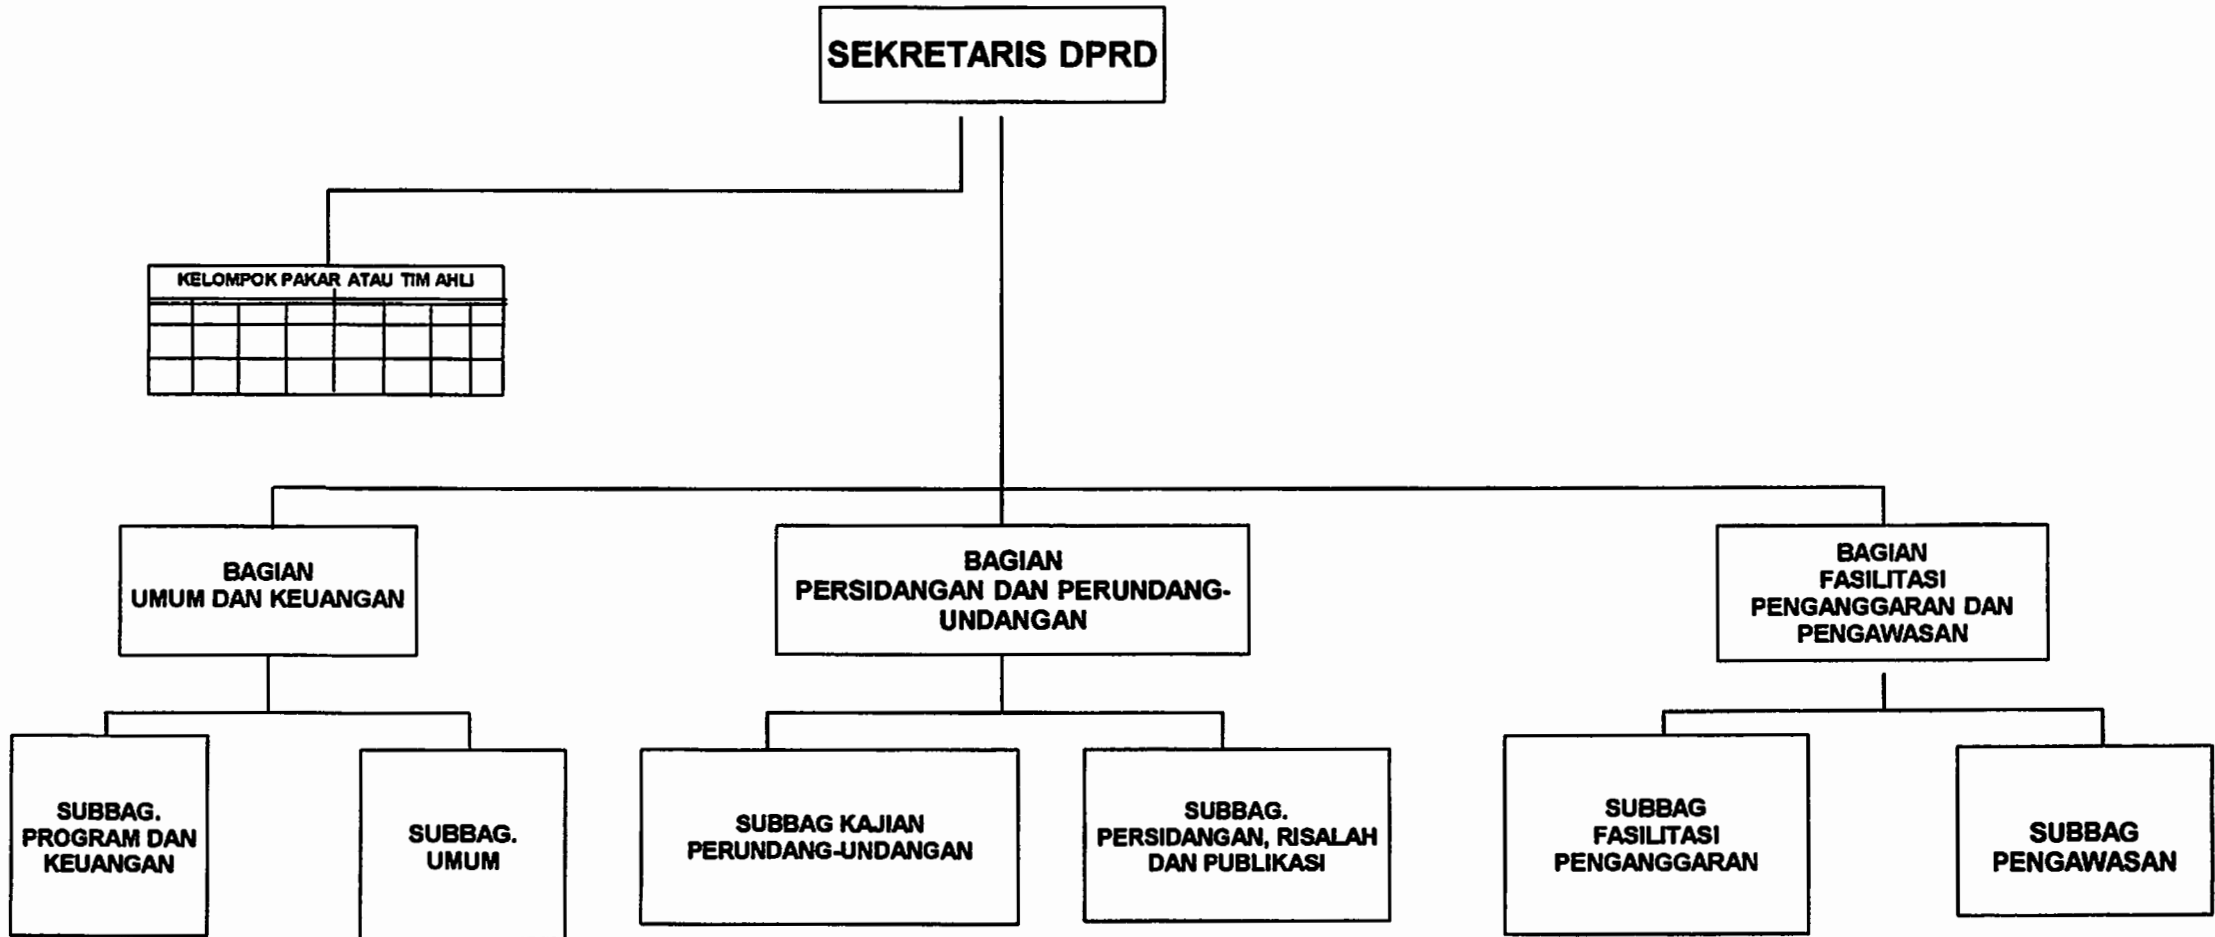 SEKRETARIS DPRD
KELOMPOK PAKAR ATAU TIM AHLI
BAGIAN
UMUM DAN KEUANGAN
BAGIAN
PERSIDANGAN DAN PERUNDANG-
UNDANGAN
BAGIAN
FASILITASI
PENGANGGARAN DAN
PENGAWASAN
SUBBAG.
PROGRAM DAN
KEUANGAN
SUBBAG.
UMUM
SUBBAG KAJIAN
PERUNDANG-UNDANGAN
SUBBAG.
PERSIDANGAN, RISALAH
DAN PUBLIKASI
SUBBAG
FASILITASI
PENGANGGARAN
SUBBAG
PENGAWASAN